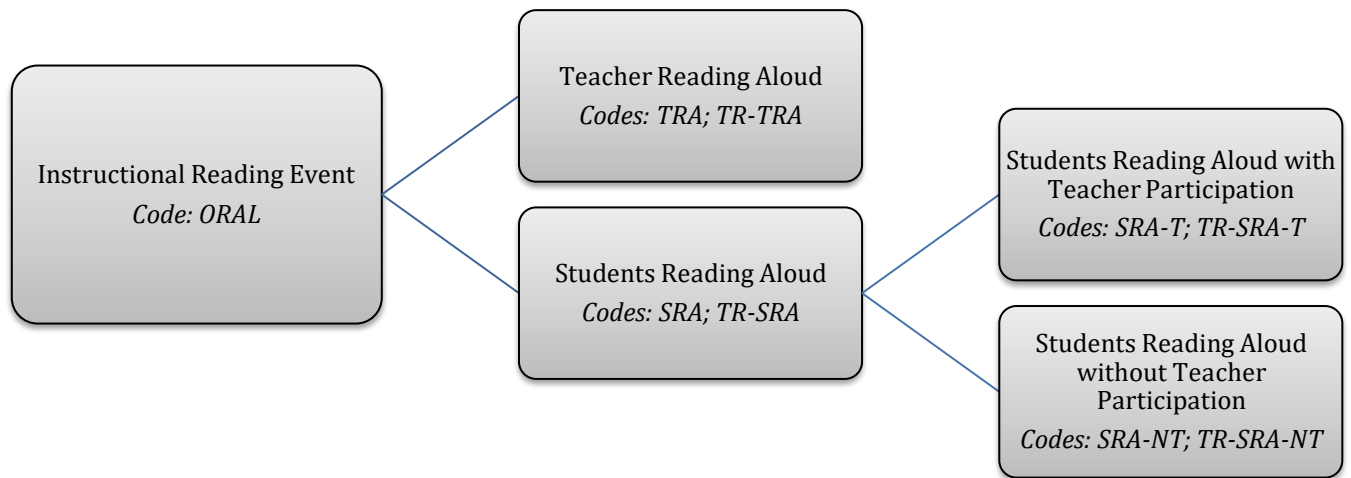 Instructional Reading Event
Code: ORAL
Teacher Reading Aloud
Codes: TRA; TR-TRA
Students Reading Aloud
Codes: SRA; TR-SRA
Students Reading Aloud with
Teacher Participation
Codes: SRA-T; TR-SRA-T
Students Reading Aloud
without Teacher
Participation
Codes: SRA-NT; TR-SRA-NT